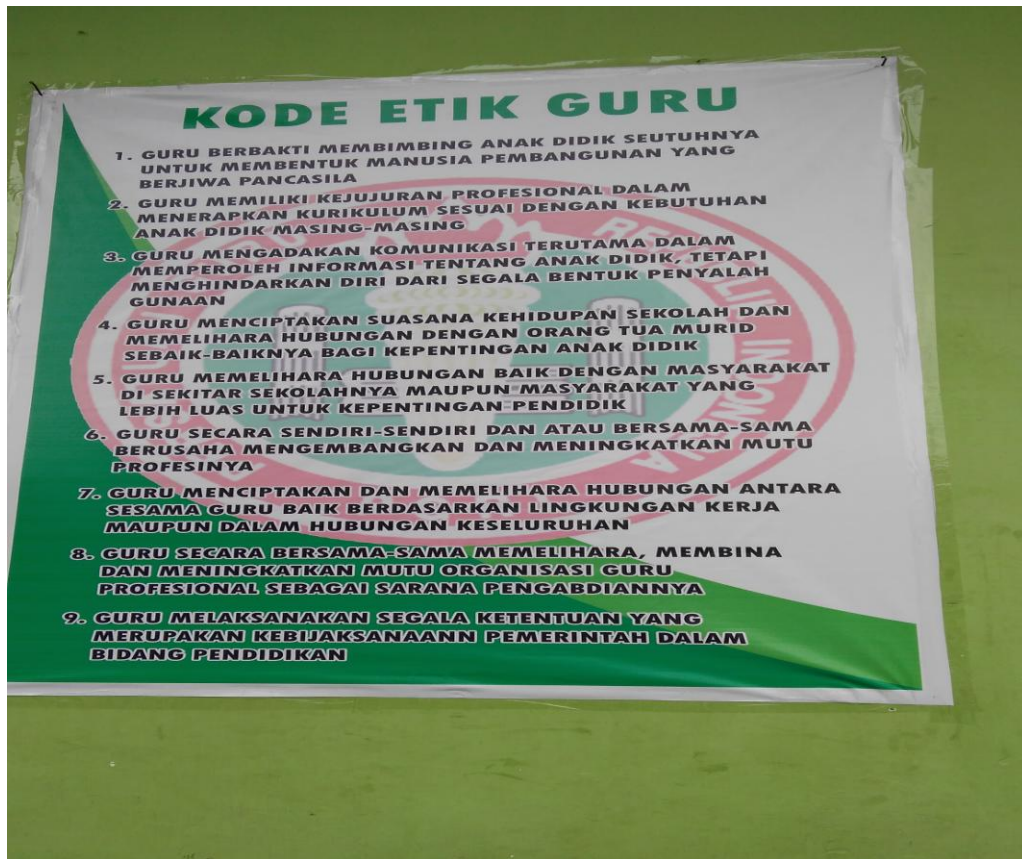 KODE ETIK GURU
1. GURU BERBAKTI MEMBIMBING ANAK DIDIK SEUTUHNYA
UNTUK MEMBENTUK MANUSIA PEMBANGUNAN YANG
BERJIWA PANCASILA
2. GURU MEMILIKI KEJUJURAN PROFESIONAL DALAM
MENERAPKAN KURIKULUM SESUAI DENGAN KEBUTUHAN
ANAK DIDIK MASING-MASING
3. GURU MENGADAKAN KOMUNIKASI TERUTAMA DALAM
MEMPEROLEH INFORMASI TENTANG ANAK DIDIK, TETAPI
MENGHINDARKAN DIRI DARI SEGALA BENTUK PENYALAH
GUNAAN
4. GURU MENCIPTAKAN SUASANA KEHIDUPAN SEKOLAH DAN
MEMELIHARA HUBUNGAN DENGAN ORANG TUA MURID
SEBAIK-BAIKNYA BAGI KEPENTINGAN ANAK DIDIK
5. GURU MEMELIHARA HUBUNGAN BAIK DENGAN MASYARAKAT
DI SEKITAR SEKOLAHNYA MAUPUN MASYARAKAT YANG
LEBIH LUAS UNTUK KEPENTINGAN PENDIDIK
6. GURU SECARA SENDIRI-SENDIRI DAN ATAU BERSAMA-SAMA
BERUSAHA MENGEMBANGKAN DAN MENINGKATKAN MUTU
PROFESINYA
7. GURU MENCIPTAKAN DAN MEMELIHARA HUBUNGAN ANTARA
SESAMA GURU BAIK BERDASARKAN LINGKUNGAN KERJA
MAUPUN DALAM HUBUNGAN KESELURUHAN
8. GURU SECARA BERSAMA-SAMA MEMELIHARA, MEMBINA
DAN MENINGKATKAN MUTU ORGANISASI GURU
PROFESIONAL SEBAGAI SARANA PENGABDIANNYA
9. GURU MELAKSANAKAN SEGALA KETENTUAN YANG
MERUPAKAN KEBIJAKSANAANN PEMERINTAH DALAM
BIDANG PENDIDIKAN